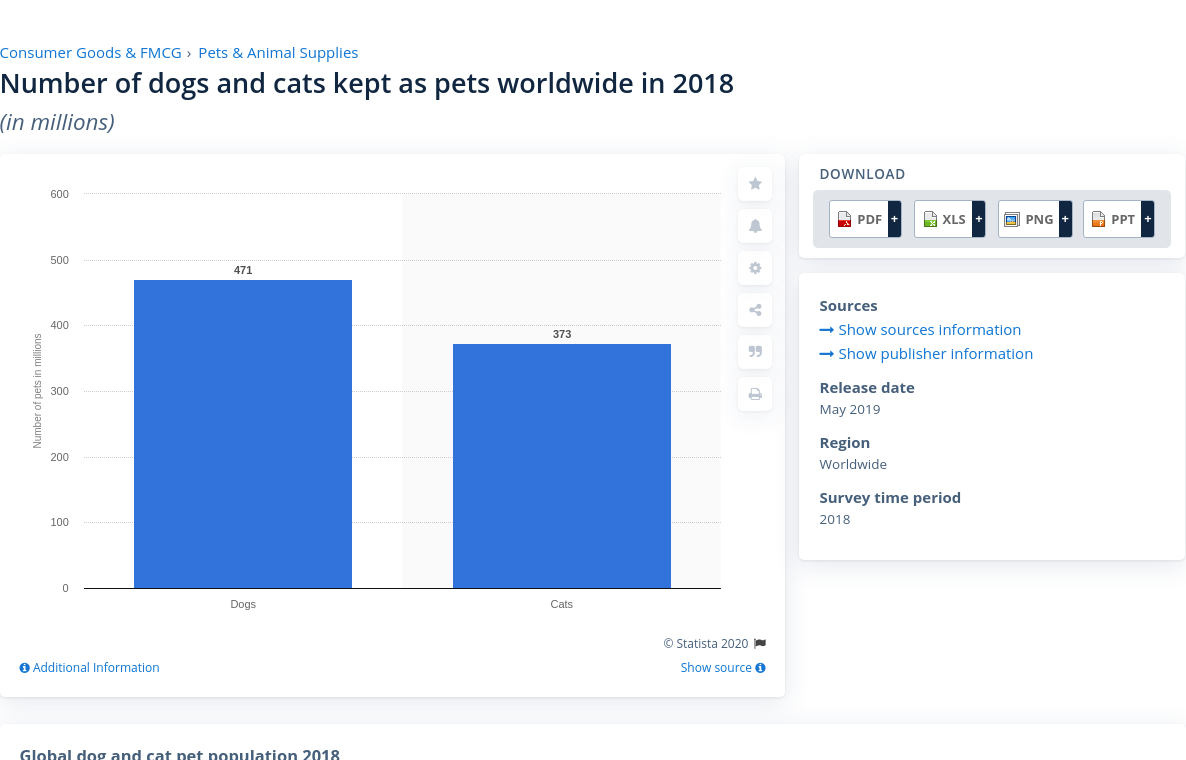 Consumer Goods & FMCG › Pets & Animal Supplies
Number of dogs and cats kept as pets worldwide in 2018
(in millions)
600
500
400
300
200
100
0
Number of pets in millions
471
373
Dogs
Cats
© Statista 2020
Additional Information
Show source
DOWNLOAD
PDF + XLS + PNG + PPT +
Sources
Show sources information
Show publisher information
Release date
May 2019
Region
Worldwide
Survey time period
2018
Global dog and cat pet population 2018